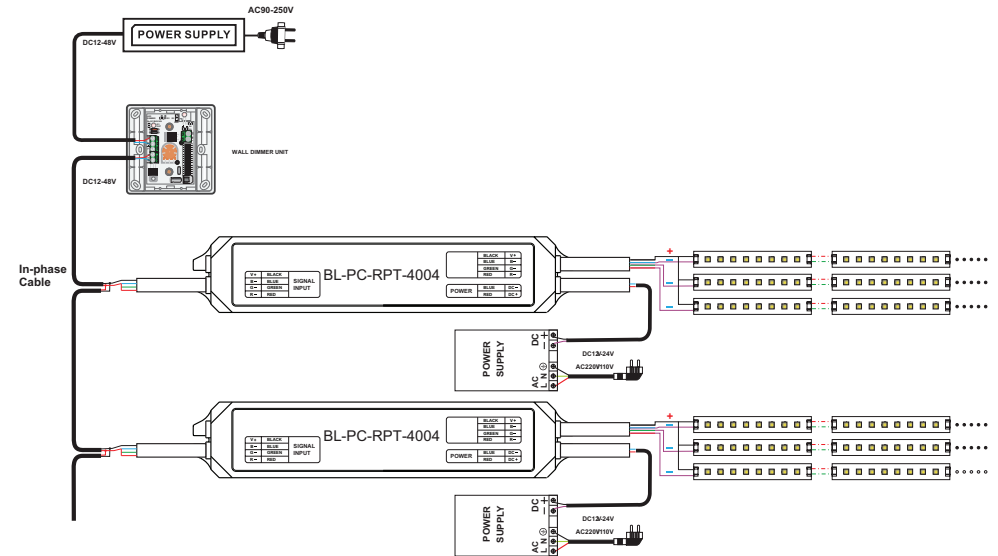 AC90-250V
POWER SUPPLY
DC12-48V
WALL DIMMER UNIT
DC12-48V
In-phase
Cable
BL-PC-RPT-4004
V+ BLACK
B- BLUE
G- GREEN
R- RED
SIGNAL
INPUT
BLACK V+
BLUE B-
GREEN G-
RED R-
POWER
BLUE DC-
RED DC+
+
-
-
-
POWER
SUPPLY
DC + -
AC L N
DC12V-24V
AC220V/110V
BL-PC-RPT-4004
V+ BLACK
B- BLUE
G- GREEN
R- RED
SIGNAL
INPUT
BLACK V+
BLUE B-
GREEN G-
RED R-
POWER
BLUE DC-
RED DC+
+
-
-
-
POWER
SUPPLY
DC + -
AC L N
DC12V-24V
AC220V/110V